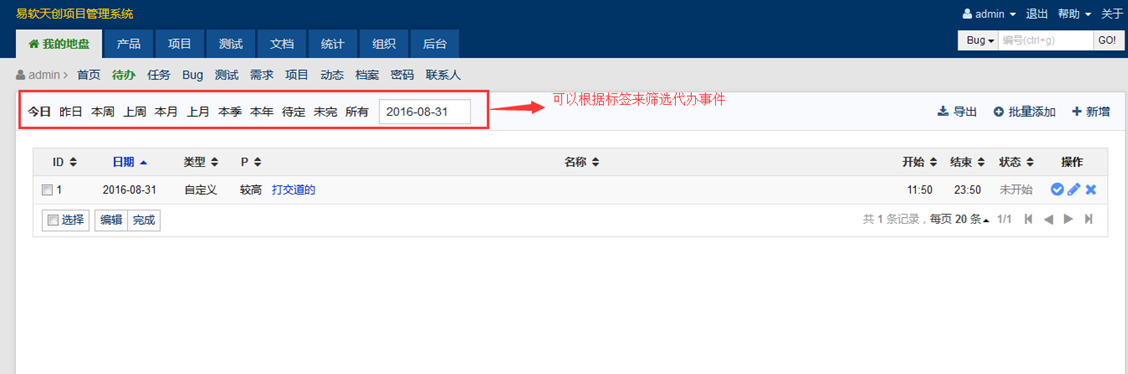 易软天创项目管理系统 admin 退出 帮助 关于
我的地盘 产品 项目 测试 文档 统计 组织 后台 Bug 编号(ctrl+g) GO!
admin 首页 待办 任务 Bug 测试 需求 项目 动态 档案 密码 联系人
今日 昨日 本周 上周 本月 上月 本季 本年 待定 未完 所有 2016-08-31 可以根据标签来筛选代办事件 导出 批量添加 新增
ID 日期 类型 P 名称 开始 结束 状态 操作
1 2016-08-31 自定义 较高 打交道的 11:50 23:50 未开始
选择 编辑 完成 共 1 条记录，每页 20 条 1/1